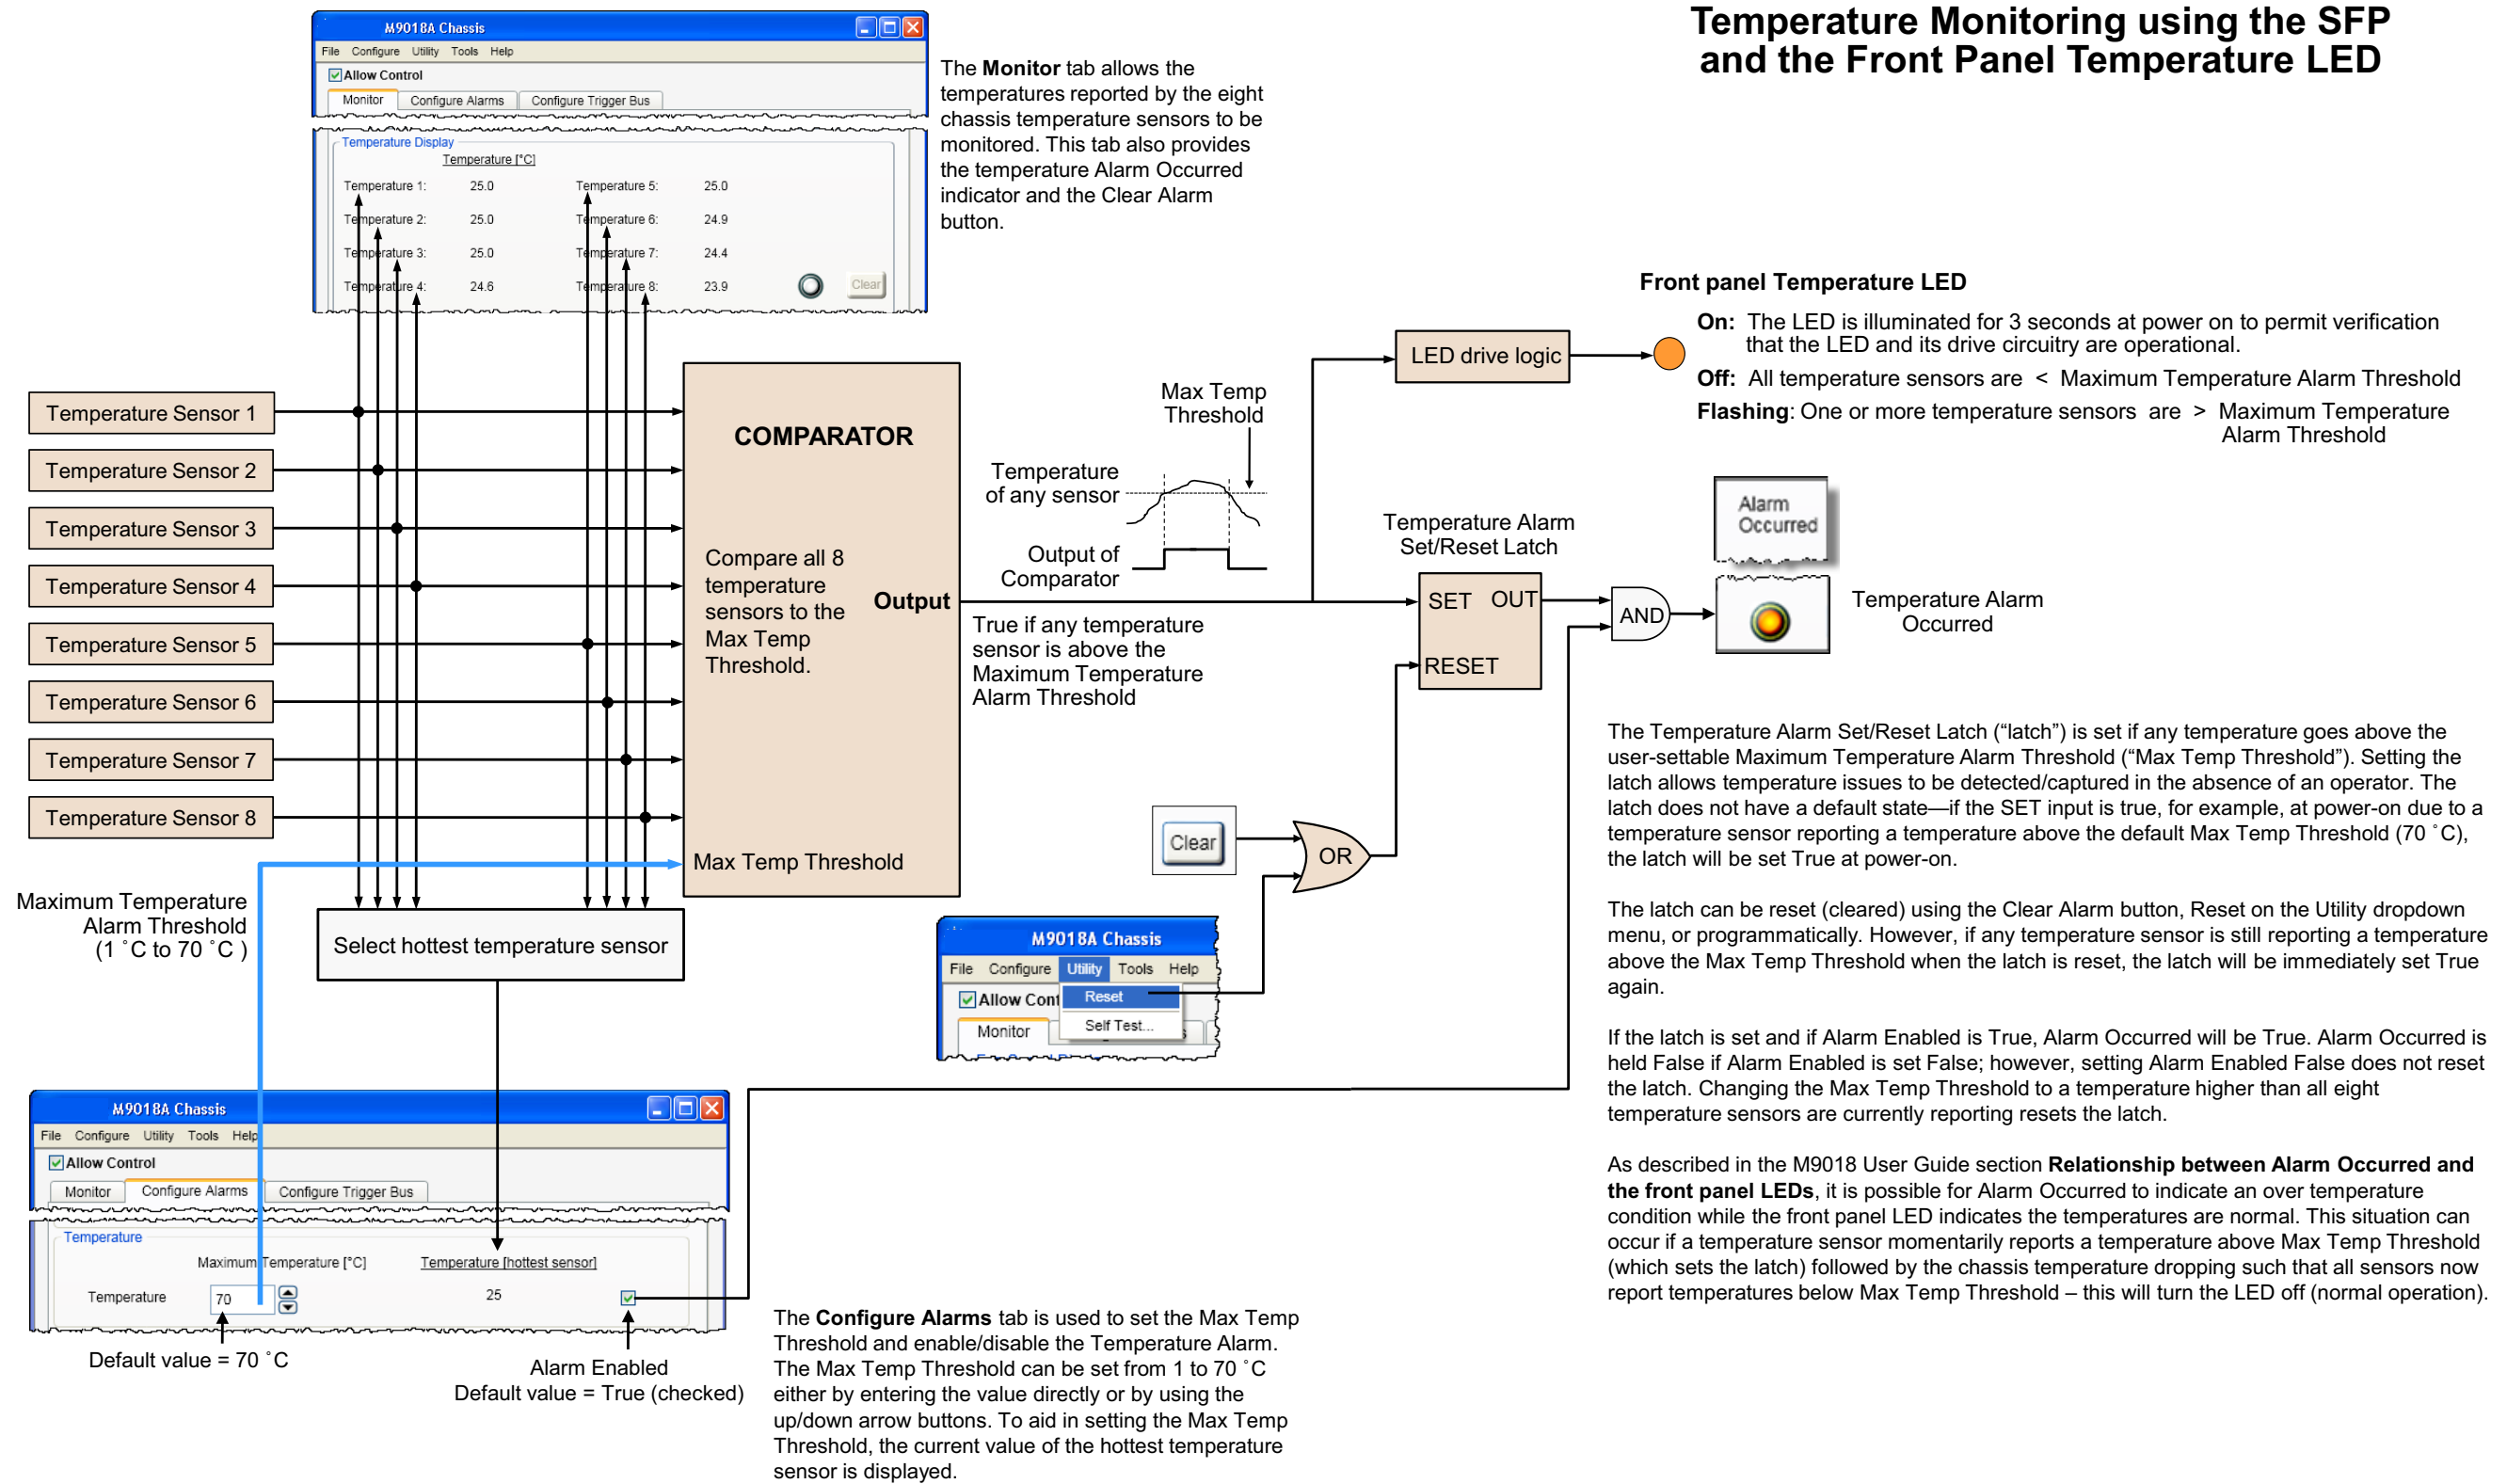 Temperature Monitoring using the SFP
and the Front Panel Temperature LED
M9018A Chassis
File Configure Utility Tools Help
Allow Control
Monitor Configure Alarms Configure Trigger Bus
Temperature Display
Temperature [°C]
Temperature 1: 25.0 Temperature 5: 25.0
Temperature 2: 25.0 Temperature 6: 24.9
Temperature 3: 25.0 Temperature 7: 24.4
Temperature 4: 24.6 Temperature 8: 23.9 Clear
The Monitor tab allows the
temperatures reported by the eight
chassis temperature sensors to be
monitored. This tab also provides
the temperature Alarm Occurred
indicator and the Clear Alarm
button.
Front panel Temperature LED
On: The LED is illuminated for 3 seconds at power on to permit verification
that the LED and its drive circuitry are operational.
Off: All temperature sensors are < Maximum Temperature Alarm Threshold
Flashing: One or more temperature sensors are > Maximum Temperature
Alarm Threshold
LED drive logic
Temperature Sensor 1
Temperature Sensor 2
Temperature Sensor 3
Temperature Sensor 4
Temperature Sensor 5
Temperature Sensor 6
Temperature Sensor 7
Temperature Sensor 8
COMPARATOR
Compare all 8
temperature
sensors to the
Max Temp
Threshold.
Output
Max Temp Threshold
Max Temp
Threshold
Temperature
of any sensor
Output of
Comparator
True if any temperature
sensor is above the
Maximum Temperature
Alarm Threshold
Temperature Alarm
Set/Reset Latch
SET OUT
RESET
AND
Alarm
Occurred
Temperature Alarm
Occurred
Clear
OR
Maximum Temperature
Alarm Threshold
(1 ˚C to 70 ˚C )
Select hottest temperature sensor
M9018A Chassis
File Configure Utility Tools Help
Allow Cont
Reset
Monitor
Self Test...
The Temperature Alarm Set/Reset Latch (“latch”) is set if any temperature goes above the
user-settable Maximum Temperature Alarm Threshold (“Max Temp Threshold”). Setting the
latch allows temperature issues to be detected/captured in the absence of an operator. The
latch does not have a default state—if the SET input is true, for example, at power-on due to a
temperature sensor reporting a temperature above the default Max Temp Threshold (70 ˚C),
the latch will be set True at power-on.
The latch can be reset (cleared) using the Clear Alarm button, Reset on the Utility dropdown
menu, or programmatically. However, if any temperature sensor is still reporting a temperature
above the Max Temp Threshold when the latch is reset, the latch will be immediately set True
again.
If the latch is set and if Alarm Enabled is True, Alarm Occurred will be True. Alarm Occurred is
held False if Alarm Enabled is set False; however, setting Alarm Enabled False does not reset
the latch. Changing the Max Temp Threshold to a temperature higher than all eight
temperature sensors are currently reporting resets the latch.
As described in the M9018 User Guide section Relationship between Alarm Occurred and
the front panel LEDs, it is possible for Alarm Occurred to indicate an over temperature
condition while the front panel LED indicates the temperatures are normal. This situation can
occur if a temperature sensor momentarily reports a temperature above Max Temp Threshold
(which sets the latch) followed by the chassis temperature dropping such that all sensors now
report temperatures below Max Temp Threshold – this will turn the LED off (normal operation).
M9018A Chassis
File Configure Utility Tools Help
Allow Control
Monitor Configure Alarms Configure Trigger Bus
Temperature
Maximum Temperature [°C] Temperature [hottest sensor]
Temperature 70 25
Default value = 70 ˚C
Alarm Enabled
Default value = True (checked)
The Configure Alarms tab is used to set the Max Temp
Threshold and enable/disable the Temperature Alarm.
The Max Temp Threshold can be set from 1 to 70 ˚C
either by entering the value directly or by using the
up/down arrow buttons. To aid in setting the Max Temp
Threshold, the current value of the hottest temperature
sensor is displayed.